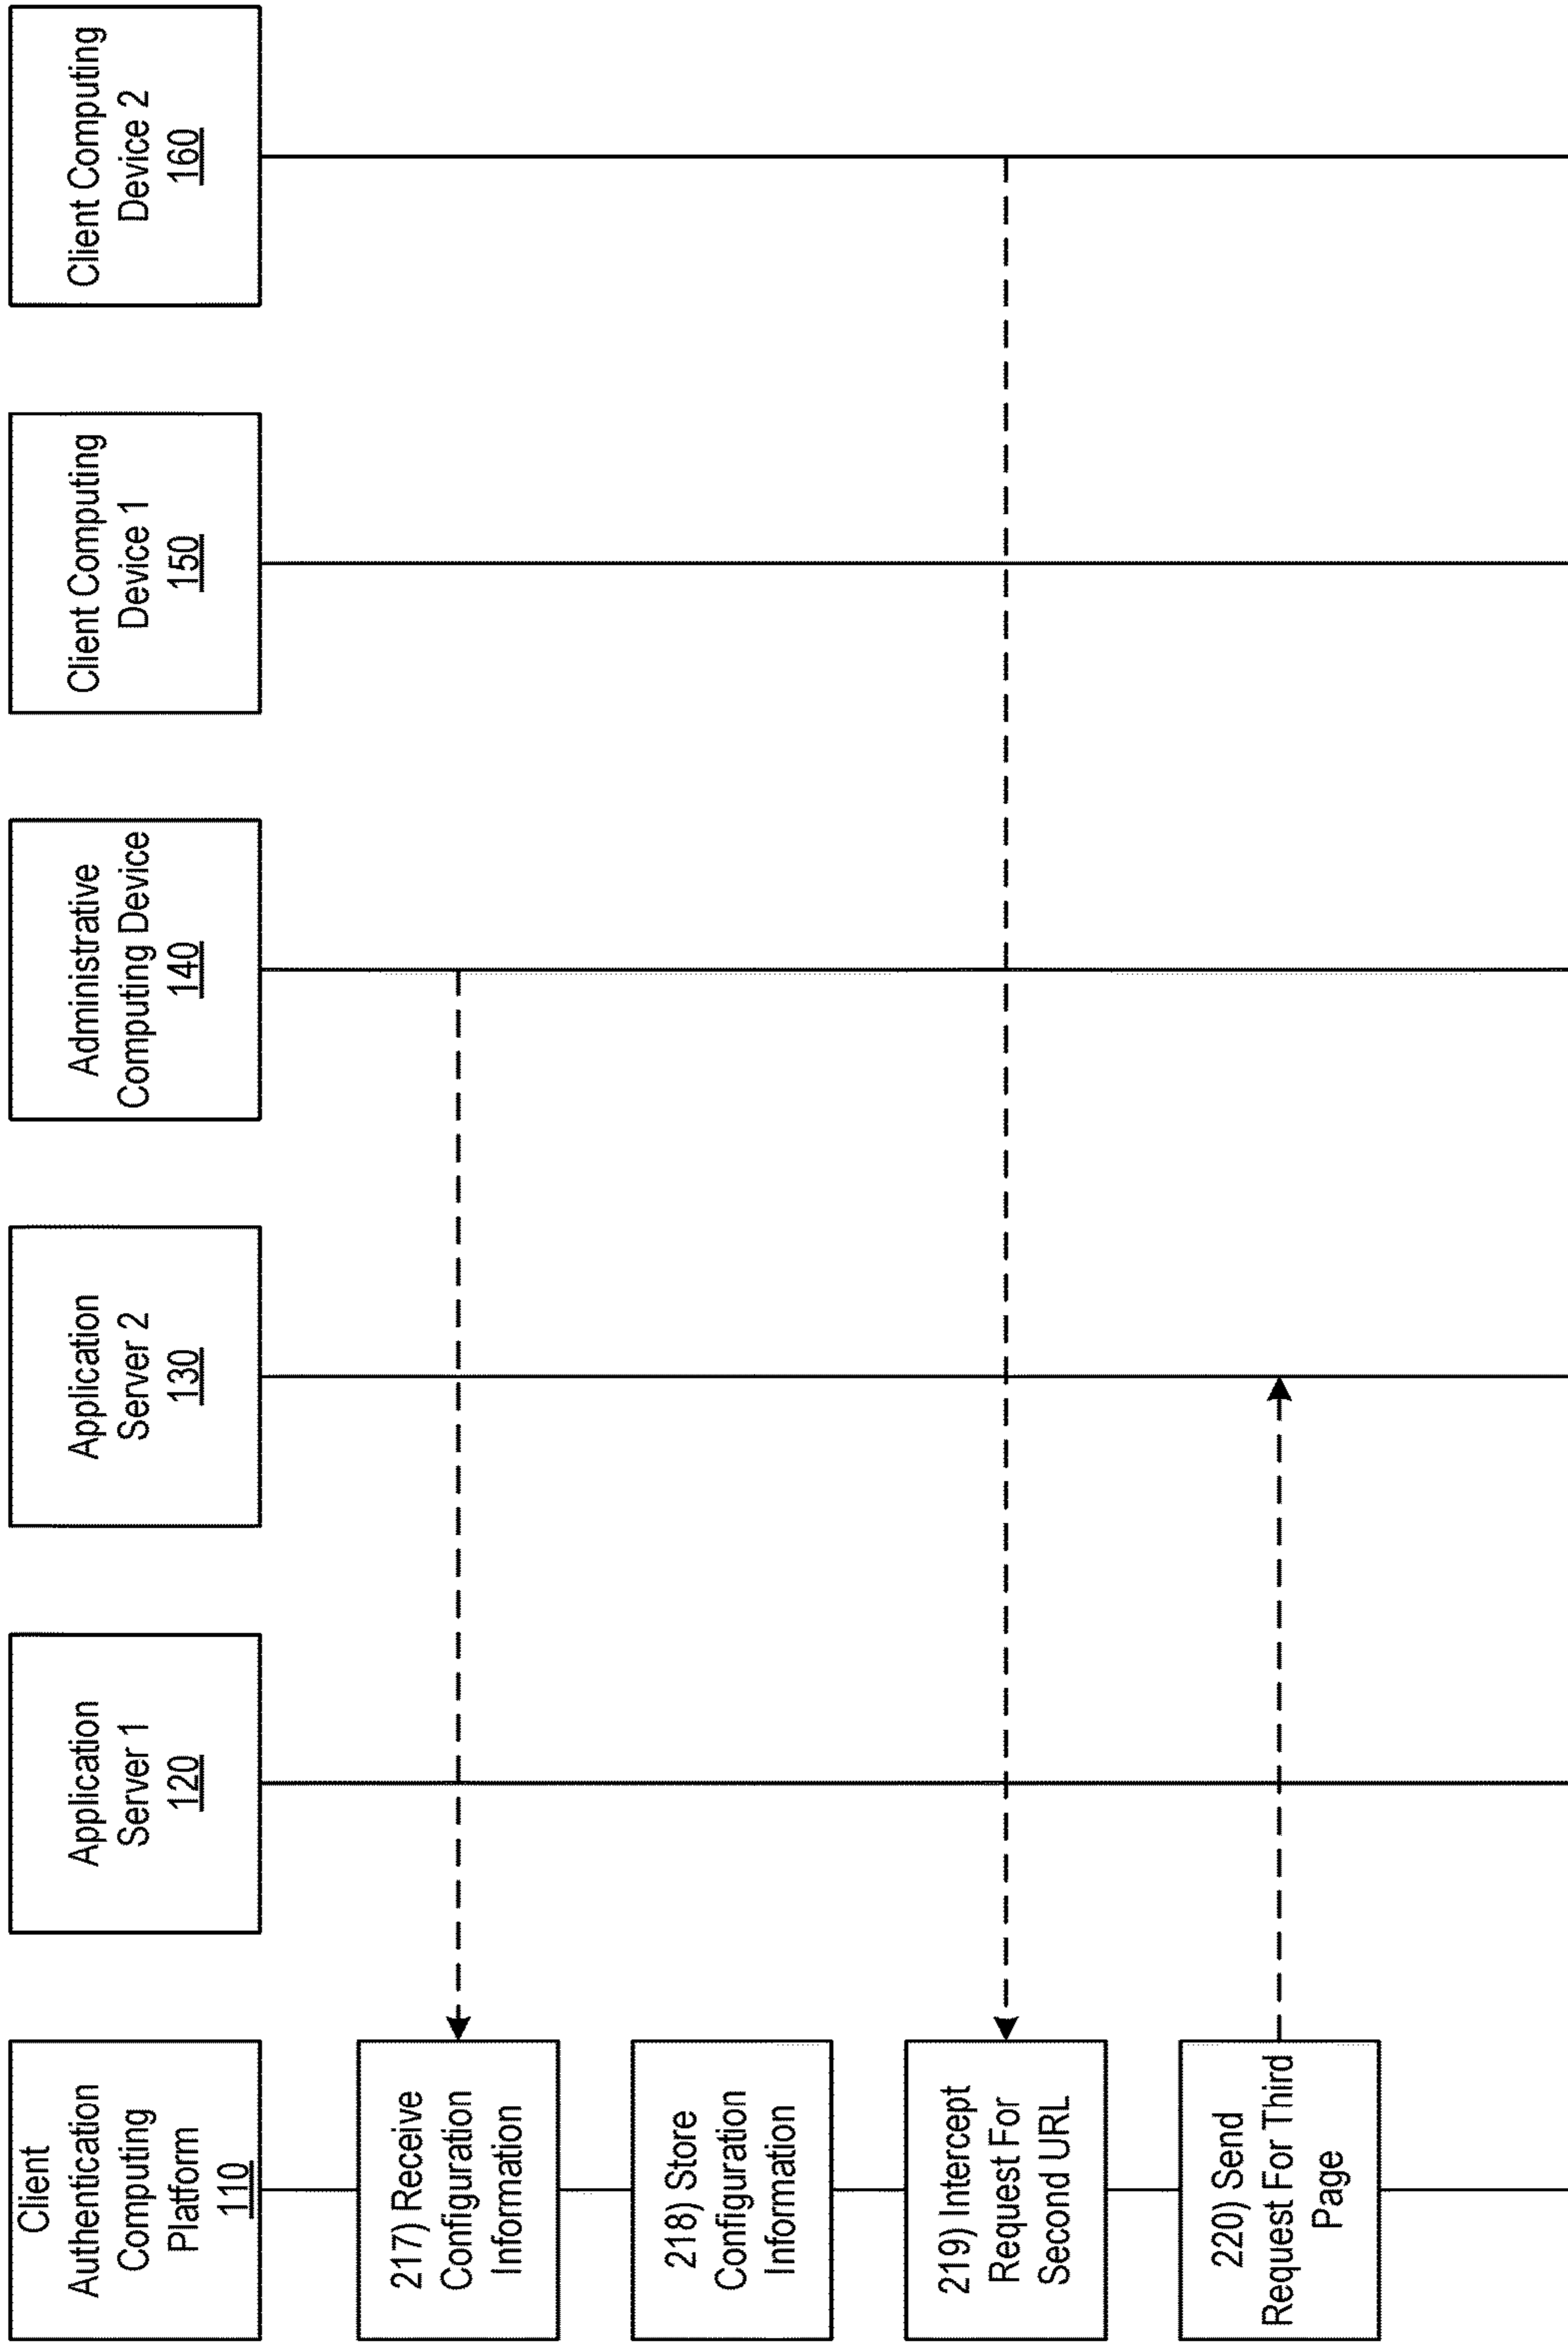 Client
Authentication
Computing
Platform
110
Application
Server 1
120
Application
Server 2
130
Administrative
Computing Device
140
Client Computing
Device 1
150
Client Computing
Device 2
160
217) Receive
Configuration
Information
218) Store
Configuration
Information
219) Intercept
Request For
Second URL
220) Send
Request For Third
Page